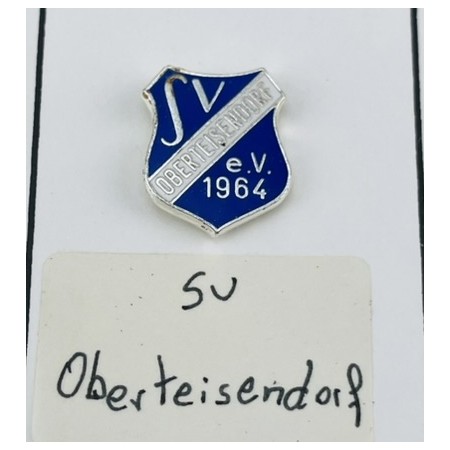 SV
OBERTEISENDORF
e.V.
1964
SV
Oberteisendorf